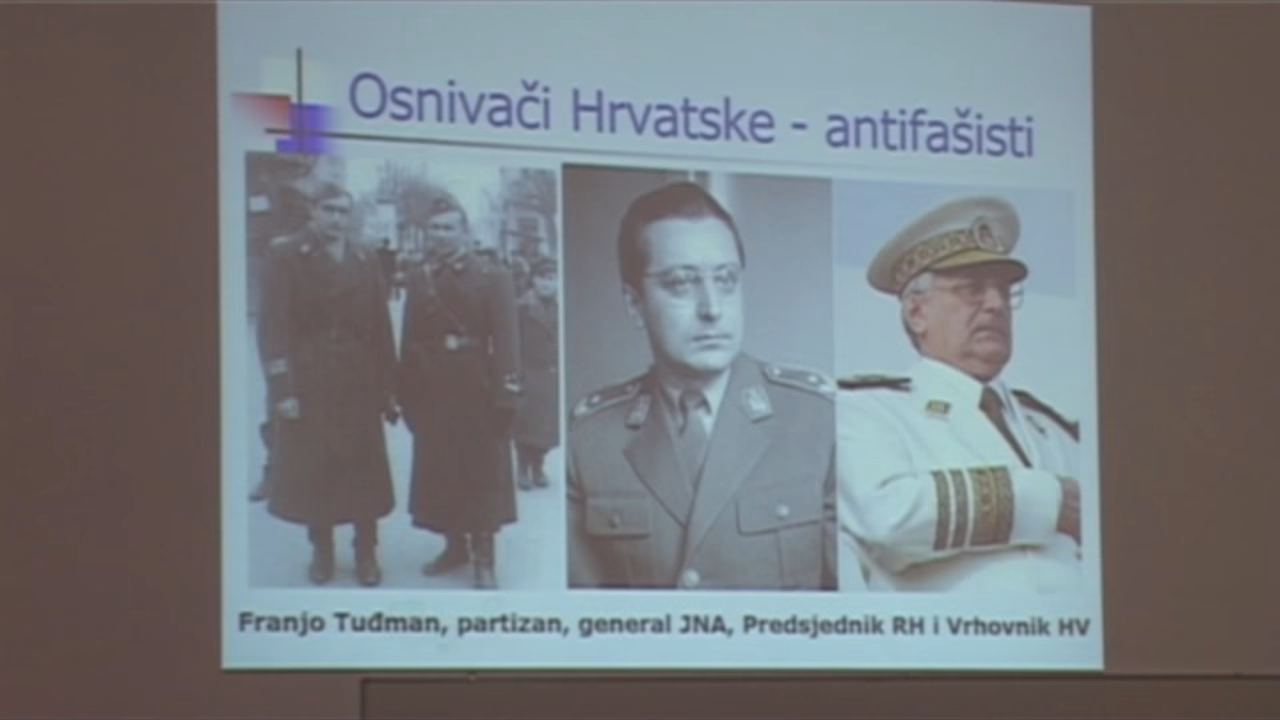 Osnivači Hrvatske - antifašisti
Franjo Tuđman, partizan, general JNA, Predsjednik RH i Vrhovnik HV